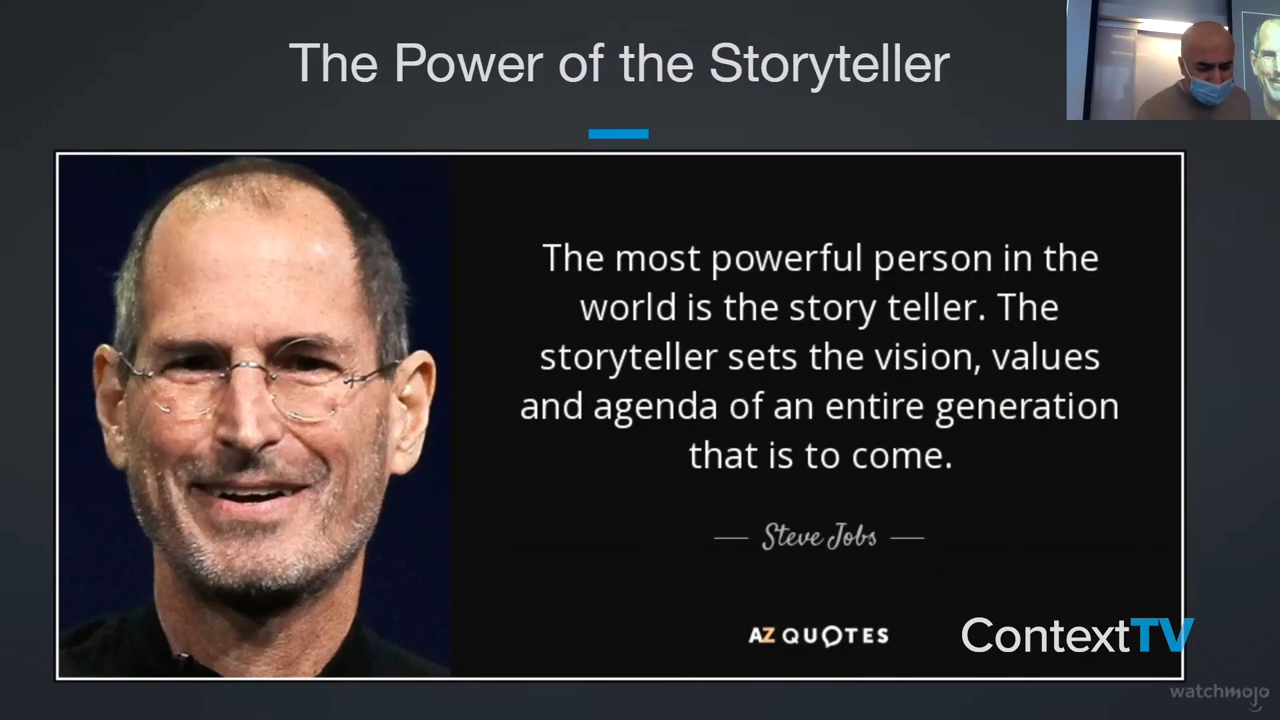 The Power of the Storyteller
The most powerful person in the
world is the story teller. The
storyteller sets the vision, values
and agenda of an entire generation
that is to come.
Steve Jobs
AZ QUOTES
ContextTV
watchmojo